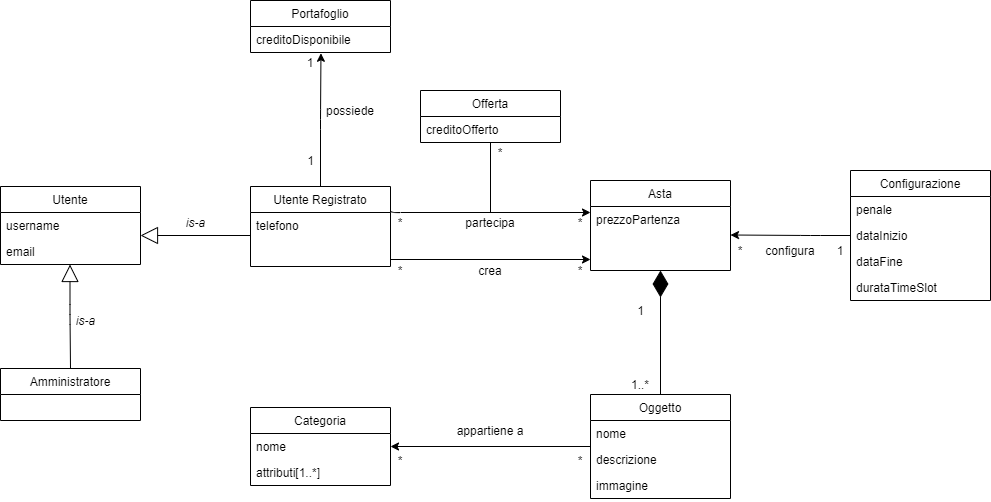 Portafoglio
creditoDisponibile
1
possiede
1
Offerta
creditoOfferto
*
Utente
username
email
is-a
Utente Registrato
telefono
*
partecipa
*
*
crea
*
Asta
prezzoPartenza
*
configura
1
Configurazione
penale
dataInizio
dataFine
durataTimeSlot
is-a
Amministratore
1
1..*
Categoria
nome
attributi[1..*]
*
appartiene a
*
Oggetto
nome
descrizione
immagine